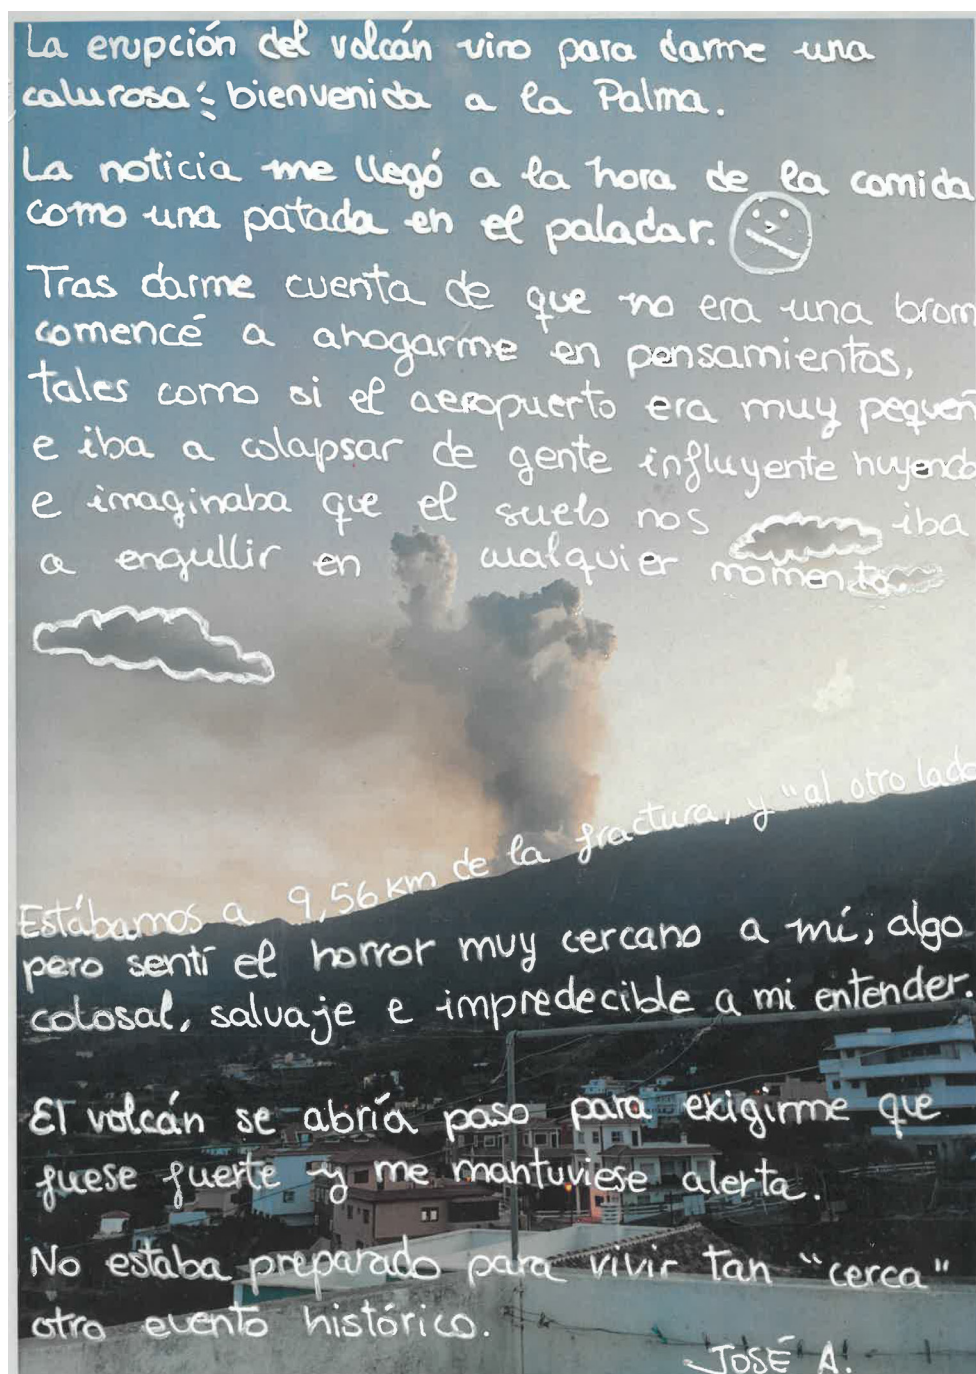 La erupción del volcán vino para darme una
calurosa bienvenida a la Palma.
La noticia me llegó a la hora de la comida
como una patada en el paladar.
Tras darme cuenta de que no era una brom
comencé a ahogarme en pensamientos,
tales como si el aeropuerto era muy pequeñ
e iba a colapsar de gente influyente huyendo
e imaginaba que el suelo nos iba
a engullir en cualquier momento.
Estábamos a 9,56 km de la fractura, y "al otro lado
pero sentí el horror muy cercano a mí; algo
colosal, salvaje e impredecible a mi entender.
El volcán se abría paso para exigirme que
fuese fuerte y me mantuviese alerta.
No estaba preparado para vivir tan "cerca"
otro evento histórico.
JOSÉ A.